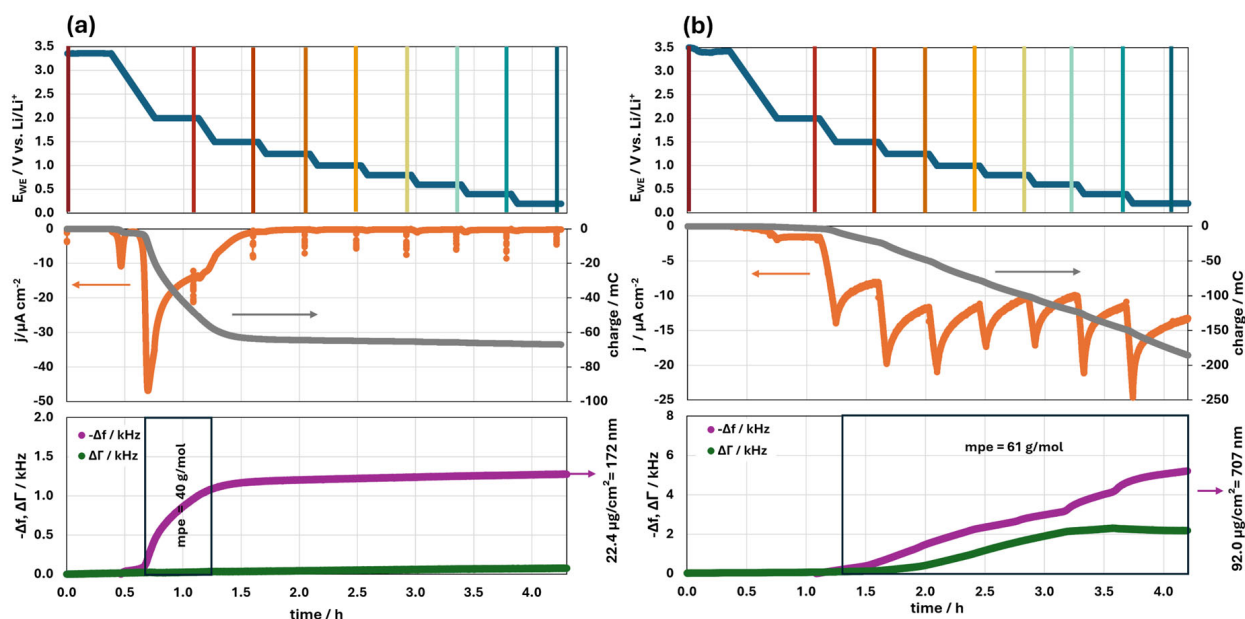 (a)
3.5
3.0
2.5
2.0
1.5
1.0
0.5
0.0
E_WE / V vs. Li/Li⁺
0
-10
-20
-30
-40
-50
j/µA cm⁻²
0
-20
-40
-60
-80
-100
charge / mC
2.0
1.5
1.0
0.5
0.0
-Δf, ΔΓ / kHz
-Δf / kHz
ΔΓ / kHz
mpe = 40 g/mol
22.4 µg/cm²= 172 nm
0.0 0.5 1.0 1.5 2.0 2.5 3.0 3.5 4.0
time / h
(b)
3.5
3.0
2.5
2.0
1.5
1.0
0.5
0.0
E_WE / V vs. Li/Li⁺
0
-5
-10
-15
-20
-25
j / µA cm⁻²
0
-50
-100
-150
-200
-250
charge / mC
8
6
4
2
0
-Δf, ΔΓ / kHz
-Δf / kHz
ΔΓ / kHz
mpe = 61 g/mol
92.0 µg/cm²= 707 nm
0.0 0.5 1.0 1.5 2.0 2.5 3.0 3.5 4.0
time / h